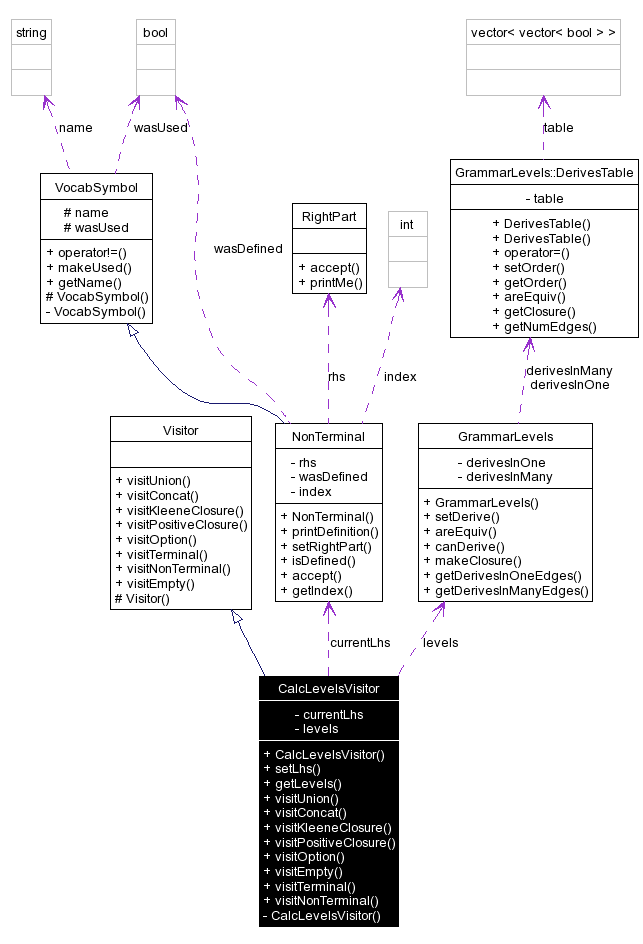 string
bool
vector< vector< bool > >
name
wasUsed
table
VocabSymbol
# name
# wasUsed
+ operator!=()
+ makeUsed()
+ getName()
# VocabSymbol()
- VocabSymbol()
wasDefined
RightPart
+ accept()
+ printMe()
int
GrammarLevels::DerivesTable
- table
+ DerivesTable()
+ DerivesTable()
+ operator=()
+ setOrder()
+ getOrder()
+ areEquiv()
+ getClosure()
+ getNumEdges()
rhs
index
derivesInMany
derivesInOne
Visitor
+ visitUnion()
+ visitConcat()
+ visitKleeneClosure()
+ visitPositiveClosure()
+ visitOption()
+ visitTerminal()
+ visitNonTerminal()
+ visitEmpty()
# Visitor()
NonTerminal
- rhs
- wasDefined
- index
+ NonTerminal()
+ printDefinition()
+ setRightPart()
+ isDefined()
+ accept()
+ getIndex()
GrammarLevels
- derivesInOne
- derivesInMany
+ GrammarLevels()
+ setDerive()
+ areEquiv()
+ canDerive()
+ makeClosure()
+ getDerivesInOneEdges()
+ getDerivesInManyEdges()
currentLhs
levels
CalcLevelsVisitor
- currentLhs
- levels
+ CalcLevelsVisitor()
+ setLhs()
+ getLevels()
+ visitUnion()
+ visitConcat()
+ visitKleeneClosure()
+ visitPositiveClosure()
+ visitOption()
+ visitEmpty()
+ visitTerminal()
+ visitNonTerminal()
- CalcLevelsVisitor()